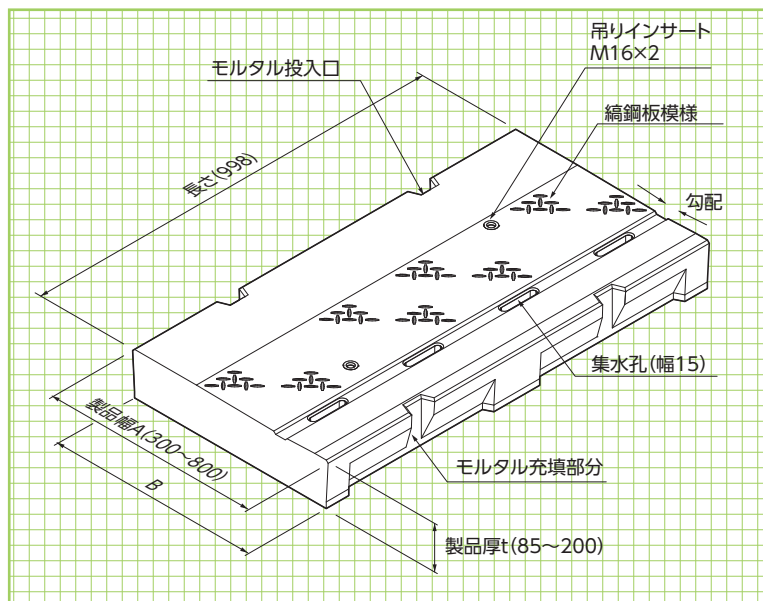 吊りインサート
M16×2
モルタル投入口
縞鋼板模様
長さ(998)
勾配
集水孔(幅15)
製品幅A(300～800)
モルタル充填部分
B
製品厚t(85～200)